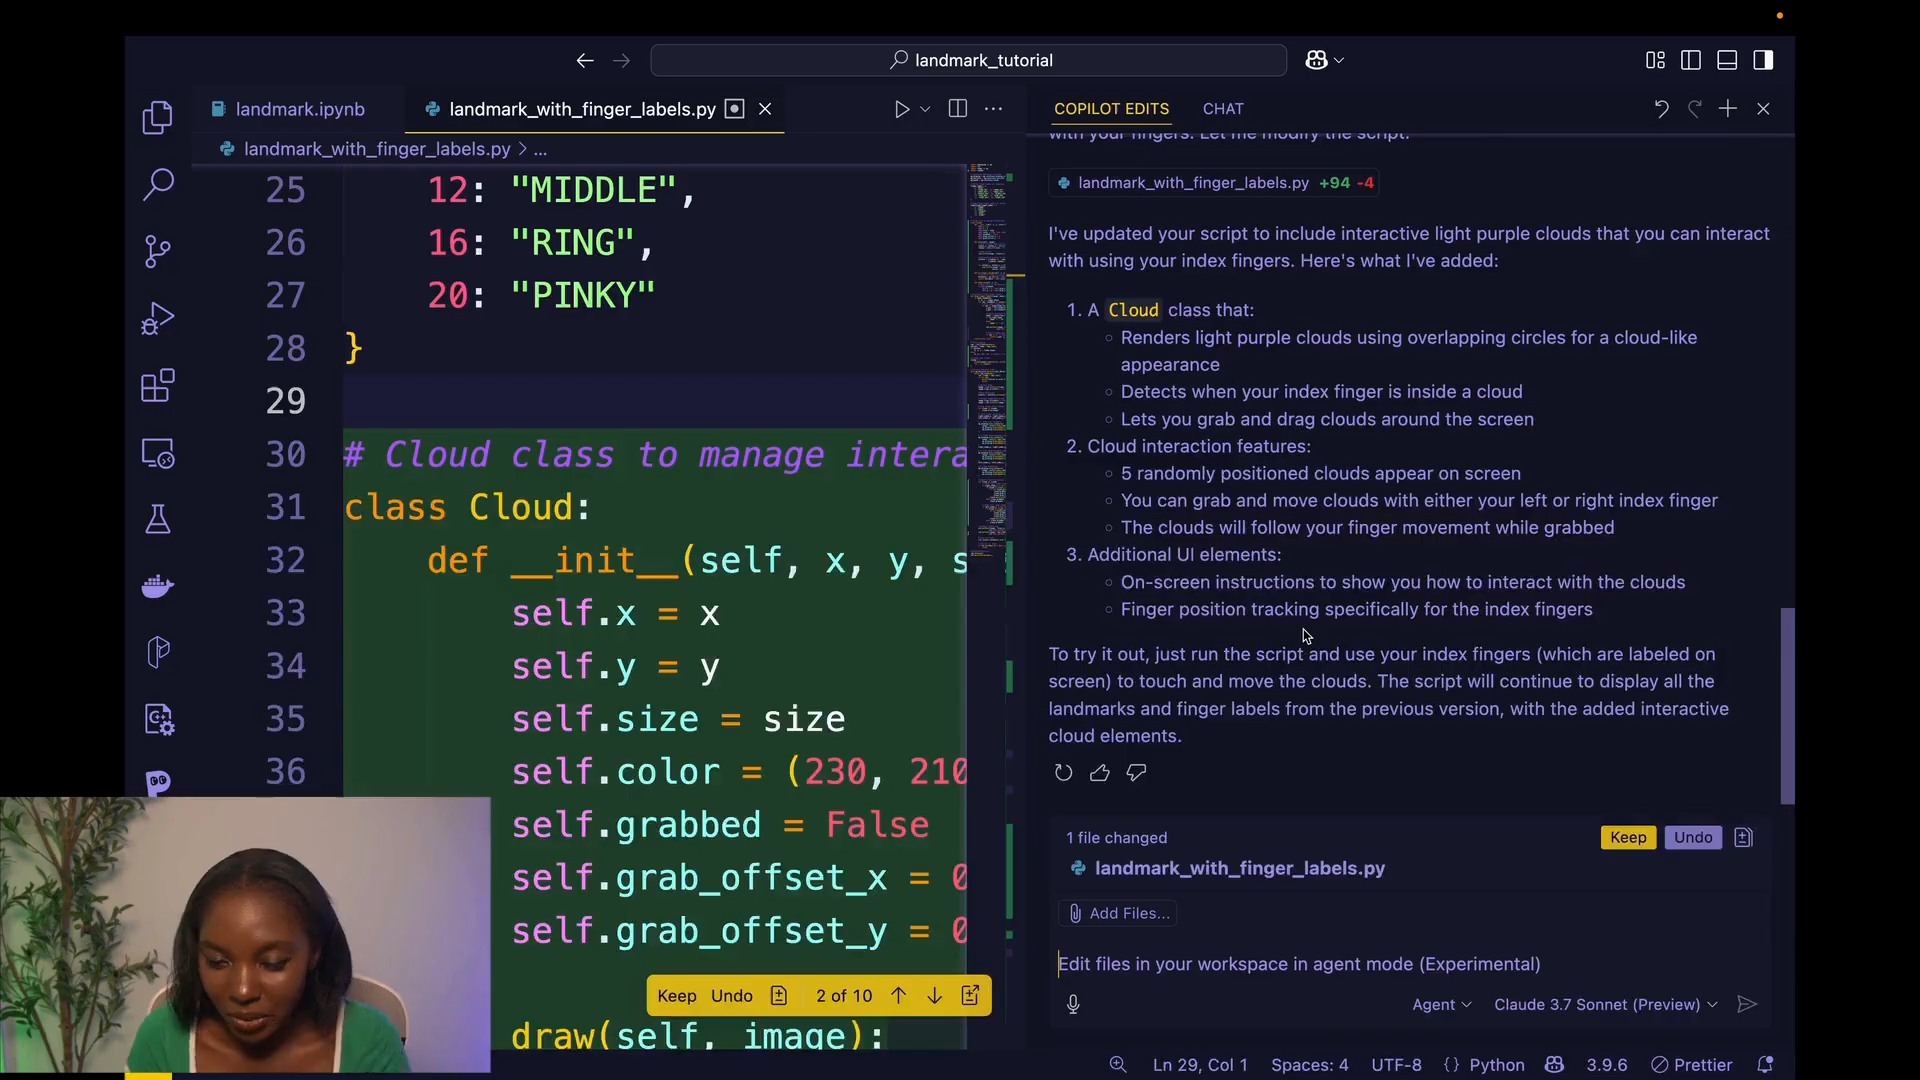 landmark_tutorial
landmark.ipynb
landmark_with_finger_labels.py
landmark_with_finger_labels.py > ...
25 12: "MIDDLE",
26 16: "RING",
27 20: "PINKY"
28 }
29
30 # Cloud class to manage intera
31 class Cloud:
32 def __init__(self, x, y, s
33 self.x = x
34 self.y = y
35 self.size = size
36 self.color = (230, 210
self.grabbed = False
self.grab_offset_x = 0
self.grab_offset_y = 0
Keep Undo 2 of 10
draw(self, image):
COPILOT EDITS CHAT
with your fingers. Let me modify the script.
landmark_with_finger_labels.py +94 -4
I've updated your script to include interactive light purple clouds that you can interact
with using your index fingers. Here's what I've added:
1. A Cloud class that:
Renders light purple clouds using overlapping circles for a cloud-like
appearance
Detects when your index finger is inside a cloud
Lets you grab and drag clouds around the screen
2. Cloud interaction features:
5 randomly positioned clouds appear on screen
You can grab and move clouds with either your left or right index finger
The clouds will follow your finger movement while grabbed
3. Additional UI elements:
On-screen instructions to show you how to interact with the clouds
Finger position tracking specifically for the index fingers
To try it out, just run the script and use your index fingers (which are labeled on
screen) to touch and move the clouds. The script will continue to display all the
landmarks and finger labels from the previous version, with the added interactive
cloud elements.
1 file changed
Keep Undo
landmark_with_finger_labels.py
Add Files...
Edit files in your workspace in agent mode (Experimental)
Agent Claude 3.7 Sonnet (Preview)
Ln 29, Col 1 Spaces: 4 UTF-8 {} Python 3.9.6 Prettier